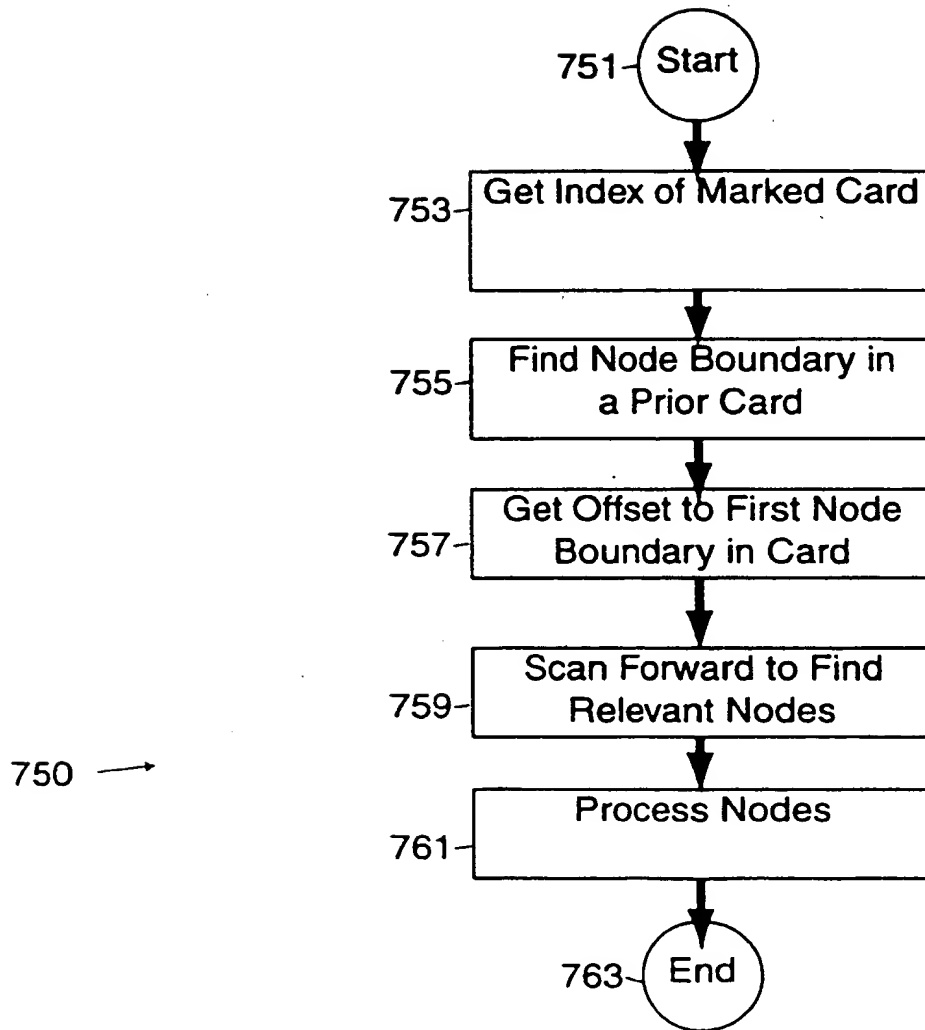 751
Start
753
Get Index of Marked Card
755
Find Node Boundary in
a Prior Card
757
Get Offset to First Node
Boundary in Card
759
Scan Forward to Find
Relevant Nodes
750
761
Process Nodes
763
End